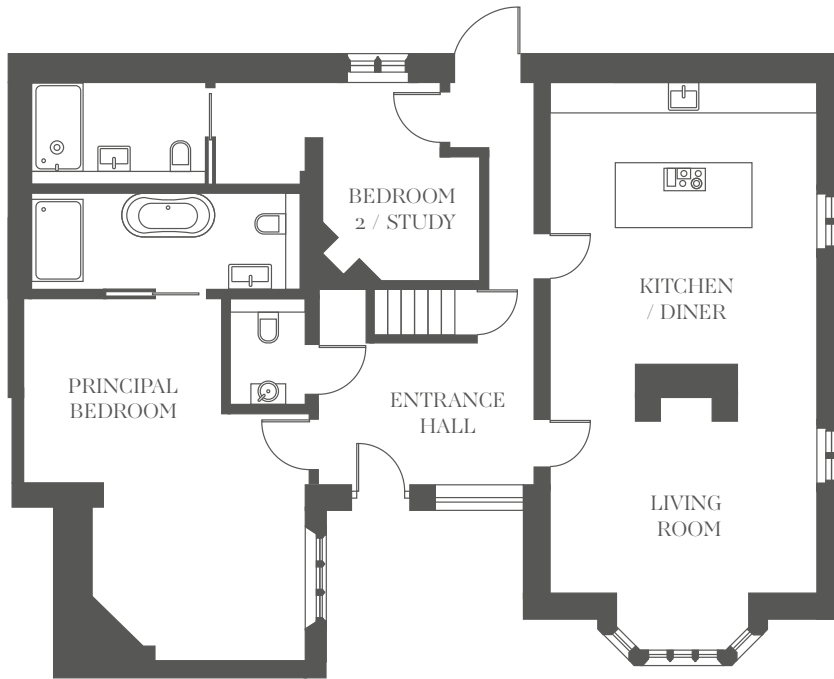 BEDROOM
2 / STUDY
KITCHEN
/ DINER
PRINCIPAL
BEDROOM
ENTRANCE
HALL
LIVING
ROOM